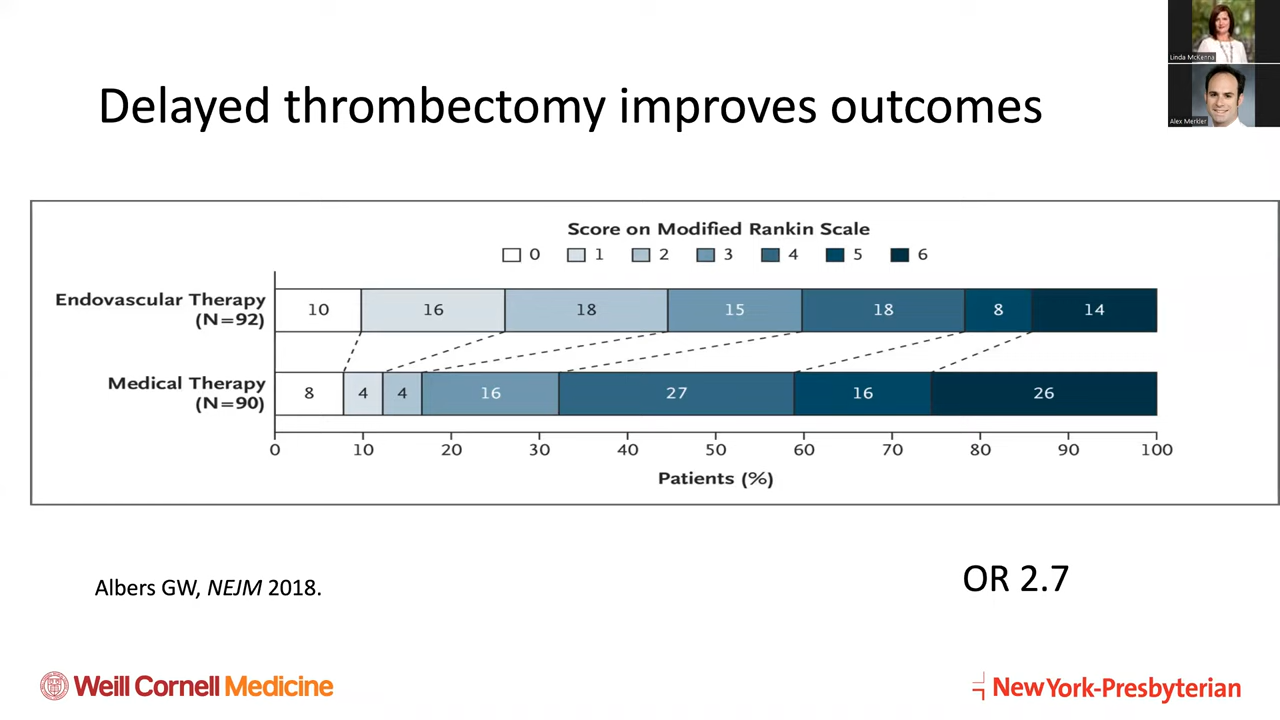 Linda McKenna
Alex Merkler
Delayed thrombectomy improves outcomes
Score on Modified Rankin Scale
0 1 2 3 4 5 6
Endovascular Therapy
(N=92)
10 16 18 15 18 8 14
Medical Therapy
(N=90)
8 4 4 16 27 16 26
0 10 20 30 40 50 60 70 80 90 100
Patients (%)
Albers GW, NEJM 2018.
OR 2.7
Weill Cornell Medicine
NewYork-Presbyterian